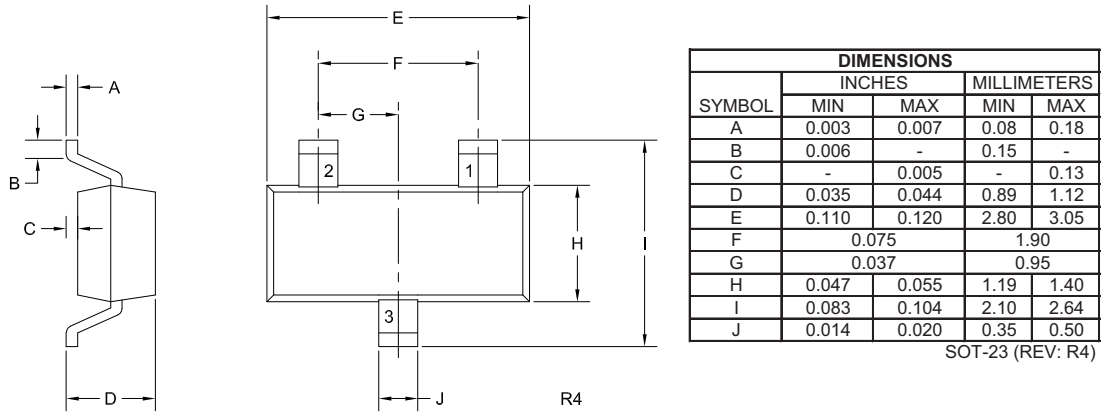 E
F
A
G
2
1
B
C
H
I
3
D
J
R4
DIMENSIONS
INCHES MILLIMETERS
SYMBOL MIN MAX MIN MAX
A 0.003 0.007 0.08 0.18
B 0.006 - 0.15 -
C - 0.005 - 0.13
D 0.035 0.044 0.89 1.12
E 0.110 0.120 2.80 3.05
F 0.075 1.90
G 0.037 0.95
H 0.047 0.055 1.19 1.40
I 0.083 0.104 2.10 2.64
J 0.014 0.020 0.35 0.50
SOT-23 (REV: R4)